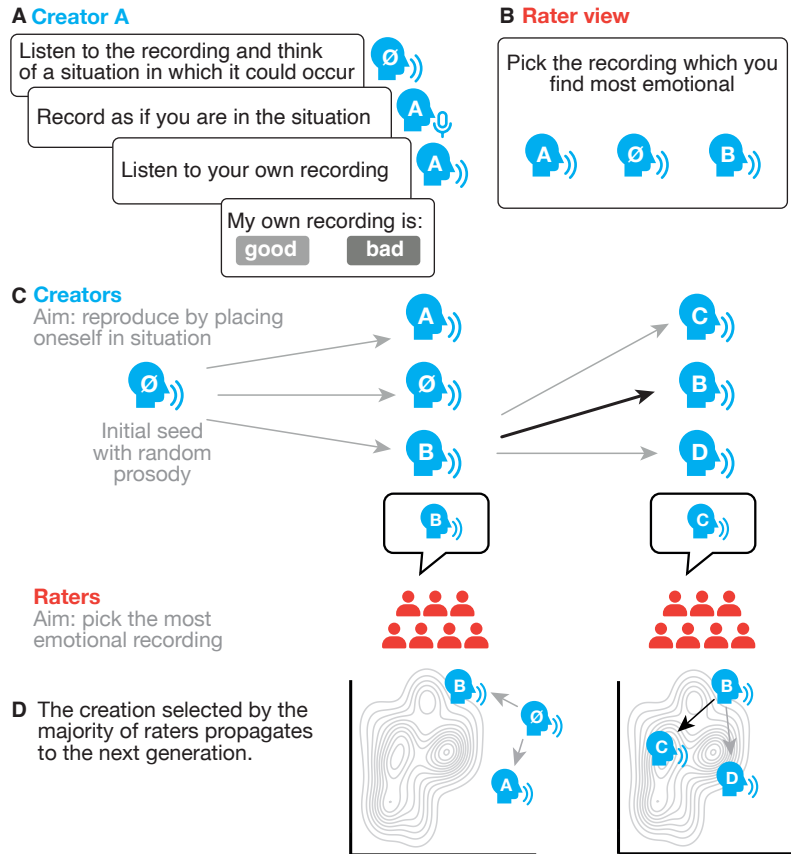 A Creator A
Listen to the recording and think
of a situation in which it could occur
Ø
Record as if you are in the situation
A
Listen to your own recording
A
My own recording is:
good bad
B Rater view
Pick the recording which you
find most emotional
A Ø B
C Creators
Aim: reproduce by placing
oneself in situation
Ø
Initial seed
with random
prosody
A
Ø
B
C
B
D
B
C
Raters
Aim: pick the most
emotional recording
D The creation selected by the
majority of raters propagates
to the next generation.
B
Ø
A
B
C
D